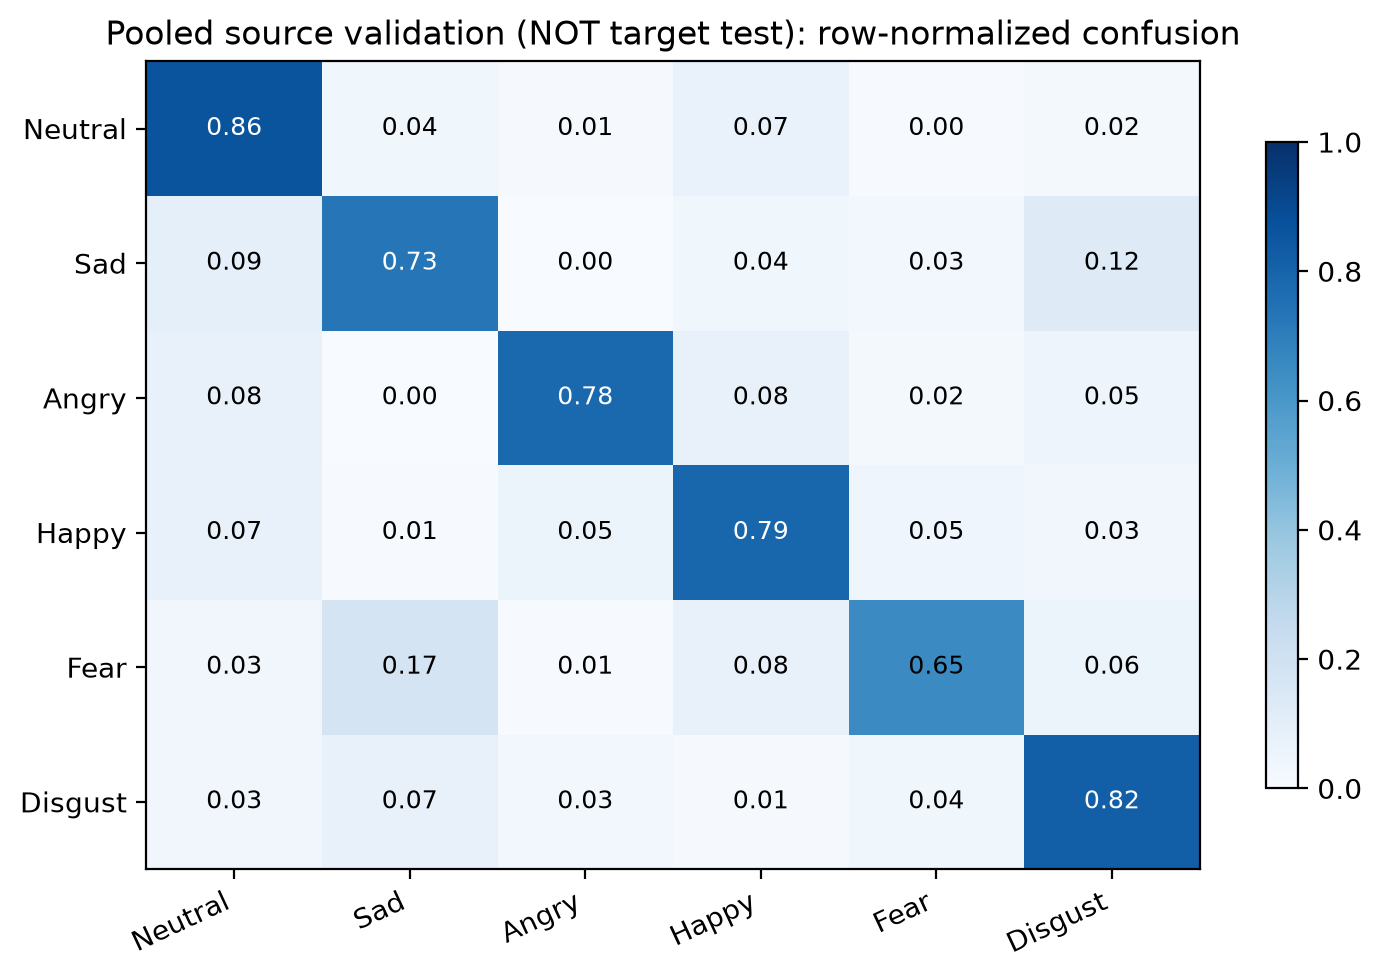 Pooled source validation (NOT target test): row-normalized confusion
Neutral 0.86 0.04 0.01 0.07 0.00 0.02
Sad 0.09 0.73 0.00 0.04 0.03 0.12
Angry 0.08 0.00 0.78 0.08 0.02 0.05
Happy 0.07 0.01 0.05 0.79 0.05 0.03
Fear 0.03 0.17 0.01 0.08 0.65 0.06
Disgust 0.03 0.07 0.03 0.01 0.04 0.82
Neutral Sad Angry Happy Fear Disgust
1.0
0.8
0.6
0.4
0.2
0.0